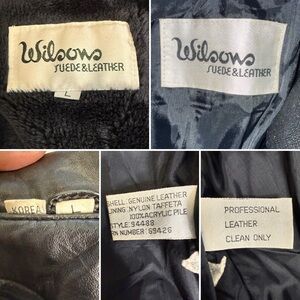 Wilsons
SUEDE & LEATHER
L
Wilsons
SUEDE & LEATHER
KOREA
L
SHELL: GENUINE LEATHER
LINING: NYLON TAFFETA
100% ACRYLIC PILE
STYLE: 94488
RN NUMBER: 69426
PROFESSIONAL
LEATHER
CLEAN ONLY